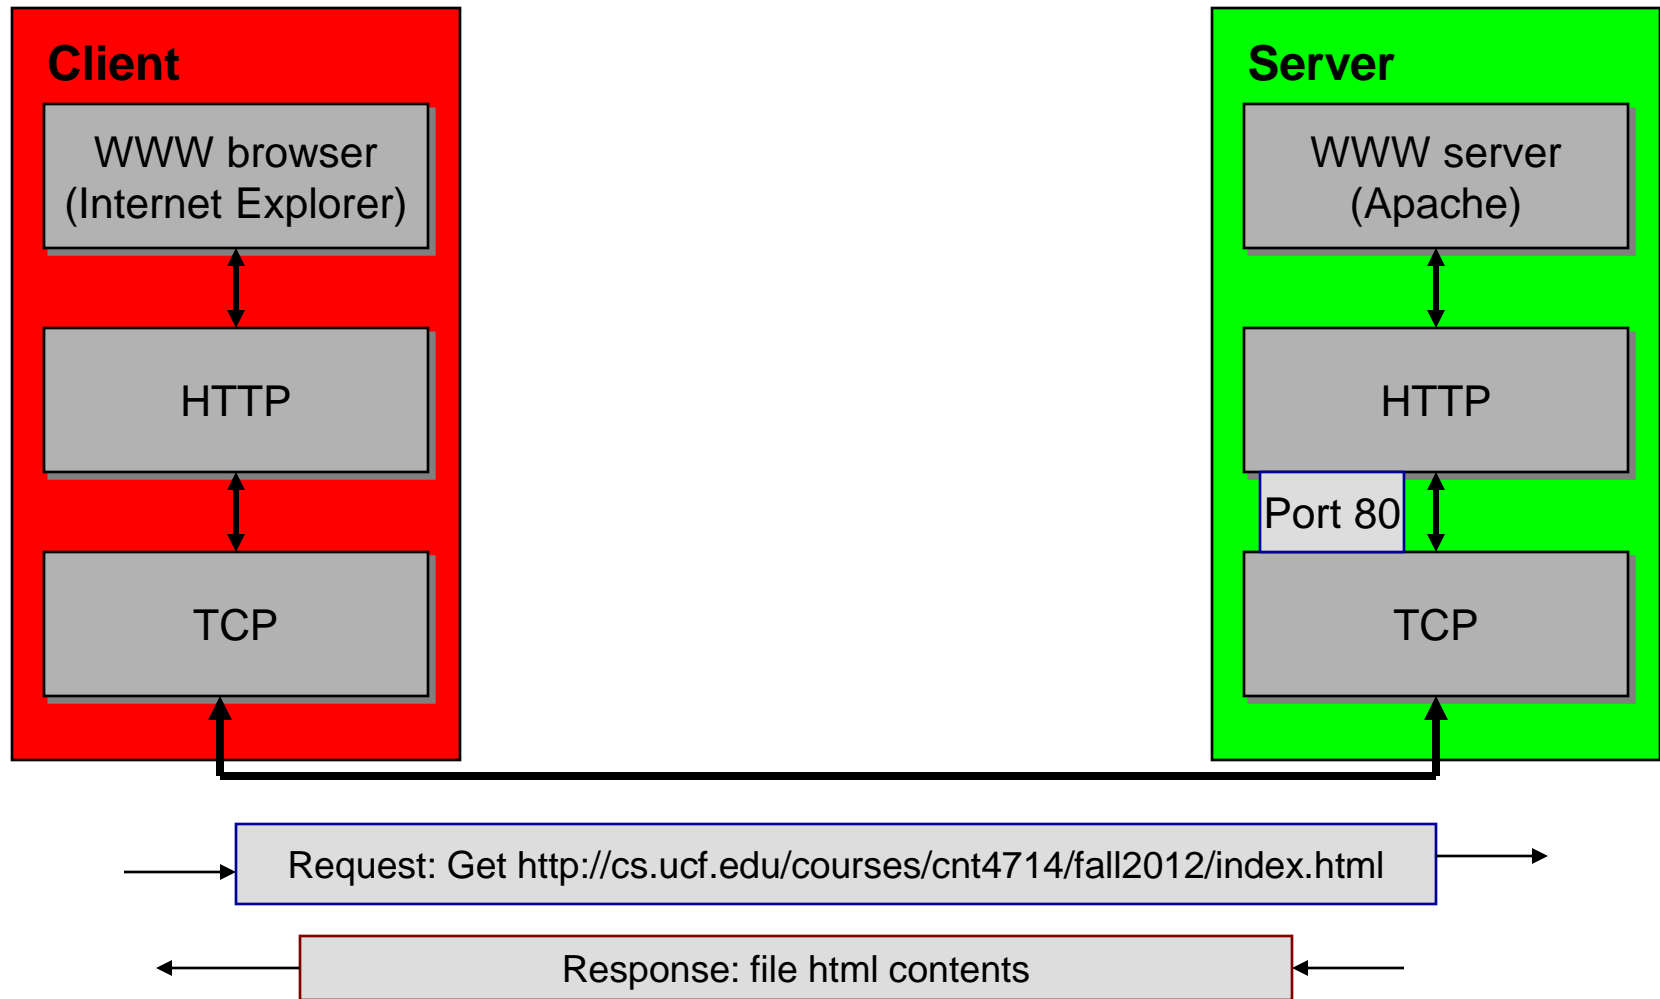 Client
WWW browser
(Internet Explorer)
HTTP
TCP
Server
WWW server
(Apache)
HTTP
Port 80
TCP
Request: Get http://cs.ucf.edu/courses/cnt4714/fall2012/index.html
Response: file html contents